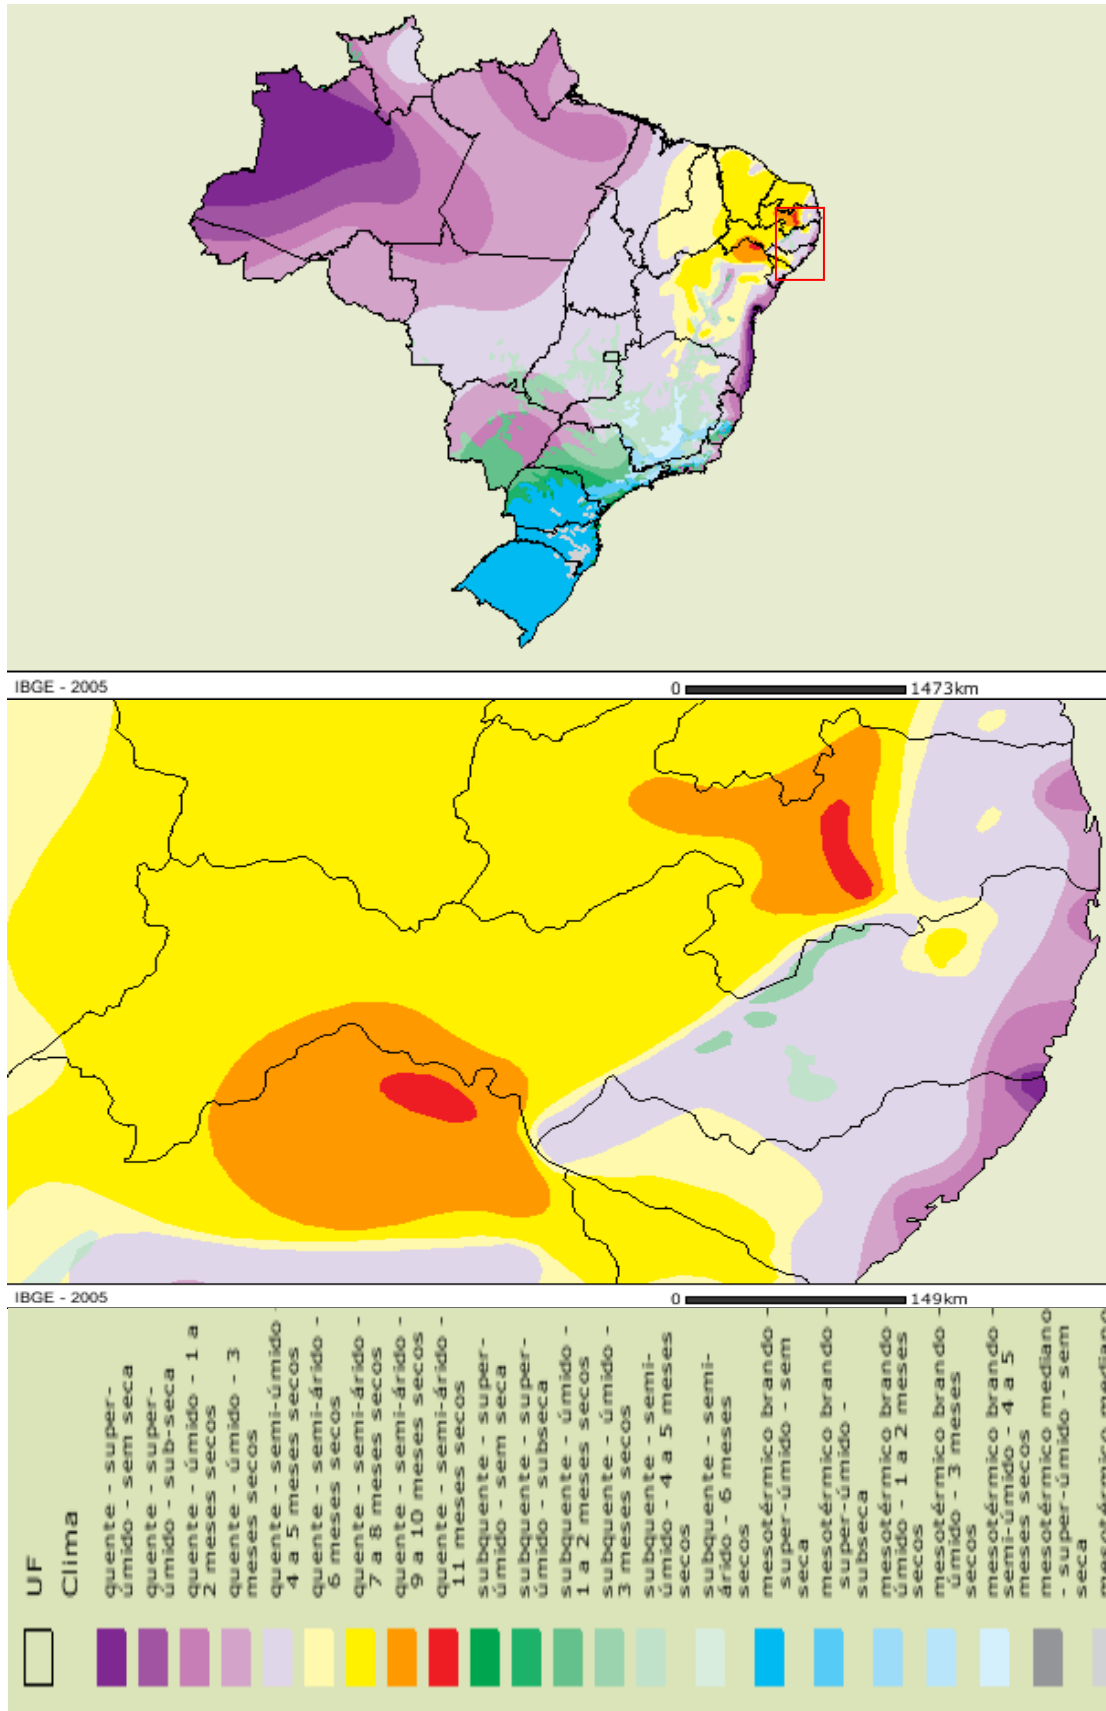 IBGE - 2005
0
1473km
IBGE - 2005
0
149km
UF
Clima
quente - super-
úmido - sem seca
quente - super-
úmido - sub-seca
quente - úmido - 1 a
2 meses secos
quente - úmido - 3
meses secos
quente - semi-úmido -
4 a 5 meses secos
quente - semi-árido -
6 meses secos
quente - semi-árido -
7 a 8 meses secos
quente - semi-árido -
9 a 10 meses secos
quente - semi-árido -
11 meses secos
subquente - super-
úmido - sem seca
subquente - super-
úmido - subseca
subquente - úmido -
1 a 2 meses secos
subquente - úmido -
3 meses secos
subquente - semi-
úmido - 4 a 5 meses
secos
subquente - semi-
árido - 6 meses
secos
mesotérmico brando -
super-úmido - sem
seca
mesotérmico brando -
super-úmido -
subseca
mesotérmico brando -
úmido - 1 a 2 meses
secos
mesotérmico brando -
úmido - 3 meses
secos
mesotérmico brando -
semi-úmido - 4 a 5
meses secos
mesotérmico mediano
- super-úmido - sem
seca